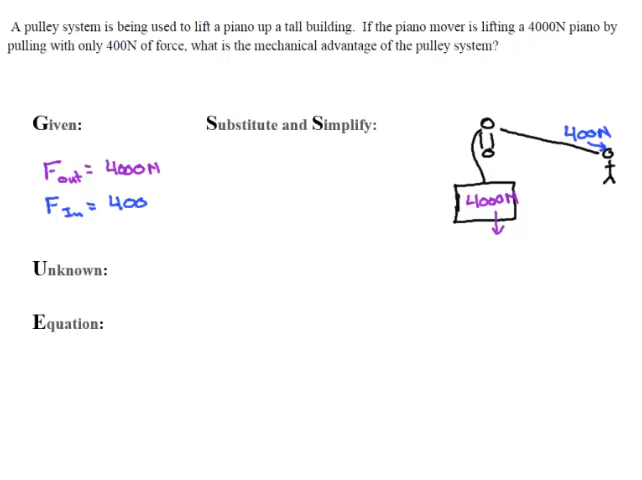 A pulley system is being used to lift a piano up a tall building.  If the piano mover is lifting a 4000N piano by
pulling with only 400N of force, what is the mechanical advantage of the pulley system?
Given:
Substitute and Simplify:
400N
Fout = 4000N
FIn = 400
4000N
Unknown:
Equation: